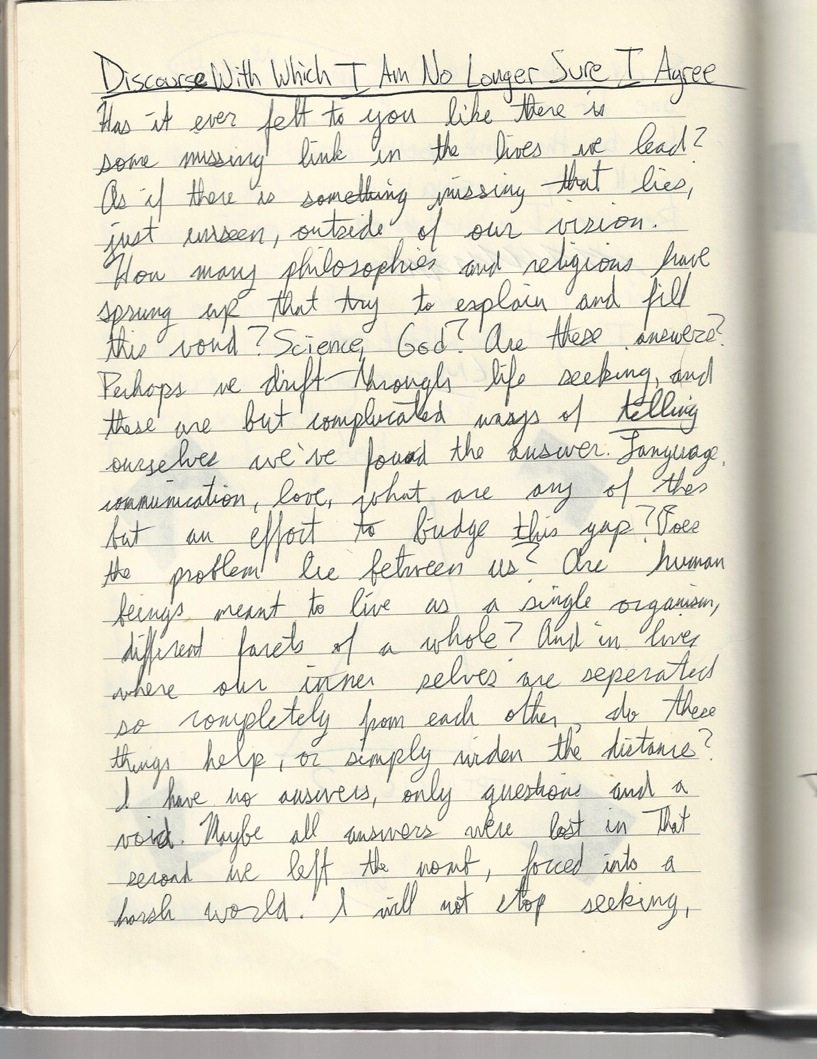 Discourse With Which I Am No Longer Sure I Agree
Has it ever felt to you like there is
some missing link in the lives we lead?
As if there is something missing that lies,
just unseen, outside of our vision.
How many philosophies and religions have
sprung up that try to explain and fill
this void? Science, God? Are these answers?
Perhaps we drift through life seeking, and
these are but complicated ways of telling
ourselves we've found the answer. Language,
communication, love, what are any of these
but an effort to bridge this gap? Does
the problem lie between us? Are human
beings meant to live as a single organism,
different facets of a whole? And in lives
where our inner selves are seperated
so completely from each other, do these
things help, or simply widen the distance?
I have no answers, only questions and a
void. Maybe all answers were lost in that
second we left the womb, forced into a
harsh world. I will not stop seeking,